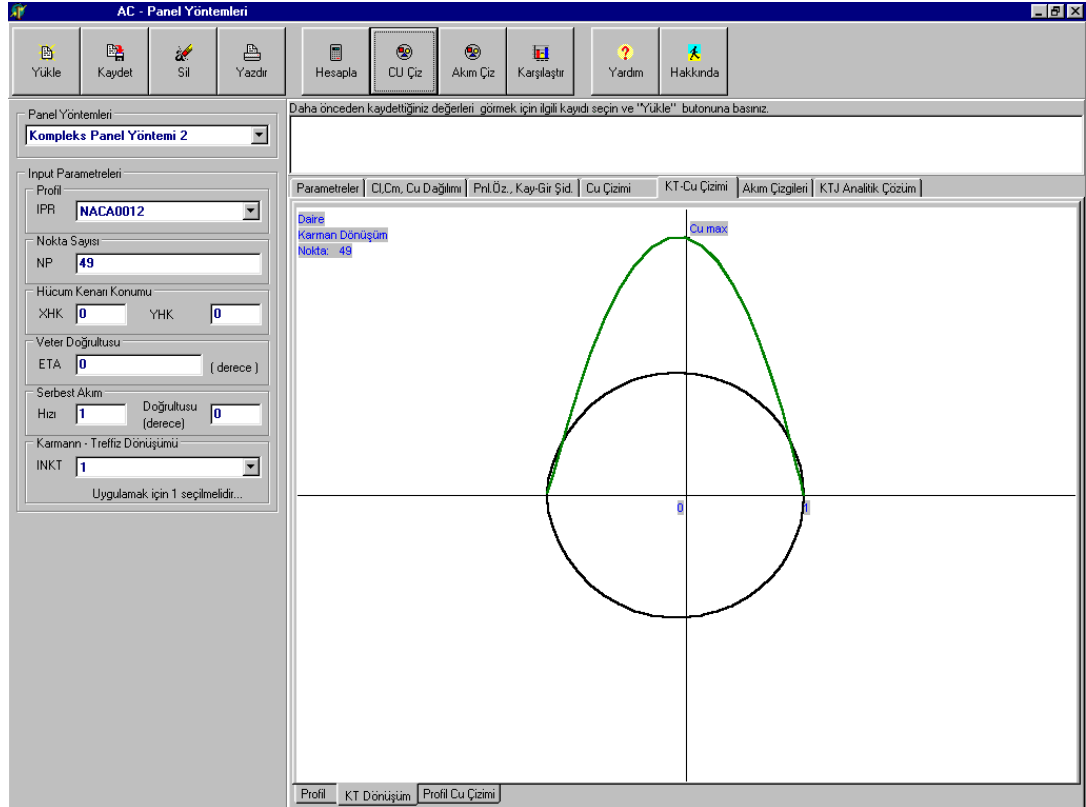 AC - Panel Yöntemleri
Yükle Kaydet Sil Yazdır Hesapla CU Çiz Akım Çiz Karşılaştır Yardım Hakkında
Panel Yöntemleri
Kompleks Panel Yöntemi 2
Input Parametreleri
Profil
IPR NACA0012
Nokta Sayısı
NP 49
Hücum Kenarı Konumu
XHK 0 YHK 0
Veter Doğrultusu
ETA 0 ( derece )
Serbest Akım
Hızı 1 Doğrultusu (derece) 0
Karmann - Treffiz Dönüşümü
INKT 1
Uygulamak için 1 seçilmelidir...
Daha önceden kaydettiğiniz değerleri görmek için ilgili kayıdı seçin ve "Yükle" butonuna basınız.
Parametreler Cl,Cm, Cu Dağılımı Pnl.Öz., Kay-Gir Şid. Cu Çizimi KT-Cu Çizimi Akım Çizgileri KTJ Analitik Çözüm
Daire
Karman Dönüşüm
Nokta: 49
Cu max
0 1
Profil KT Dönüşüm Profil Cu Çizimi